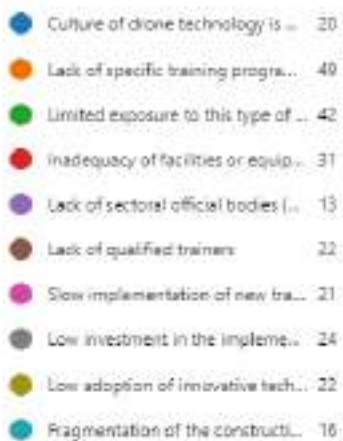 Culture of drone technology is ... 20
Lack of specific training progra... 49
Limited exposure to this type of ... 42
Inadequacy of facilities or equip... 31
Lack of sectoral official bodies (... 13
Lack of qualified trainers 22
Slow implementation of new tra... 21
Low investment in the impleme... 24
Low adoption of innovative tech... 22
Fragmentation of the constructi... 16